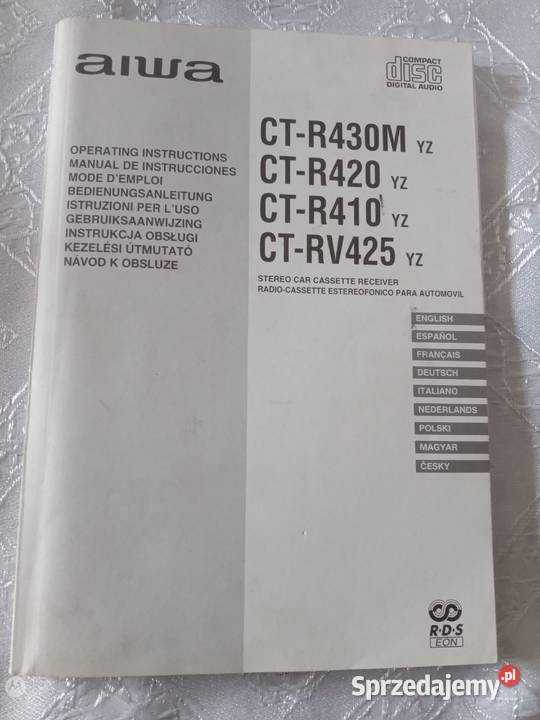 aiwa
COMPACT
disc
DIGITAL AUDIO
OPERATING INSTRUCTIONS
MANUAL DE INSTRUCCIONES
MODE D'EMPLOI
BEDIENUNGSANLEITUNG
ISTRUZIONI PER L'USO
GEBRUIKSAANWIJZING
INSTRUKCJA OBSŁUGI
KEZELÉSI ÚTMUTATÓ
NÁVOD K OBSLUZE
CT-R430M YZ
CT-R420 YZ
CT-R410 YZ
CT-RV425 YZ
STEREO CAR CASSETTE RECEIVER
RADIO-CASSETTE ESTEREOFONICO PARA AUTOMOVIL
ENGLISH
ESPAÑOL
FRANÇAIS
DEUTSCH
ITALIANO
NEDERLANDS
POLSKI
MAGYAR
ČESKY
R·D·S
EON
Sprzedajemy.pl